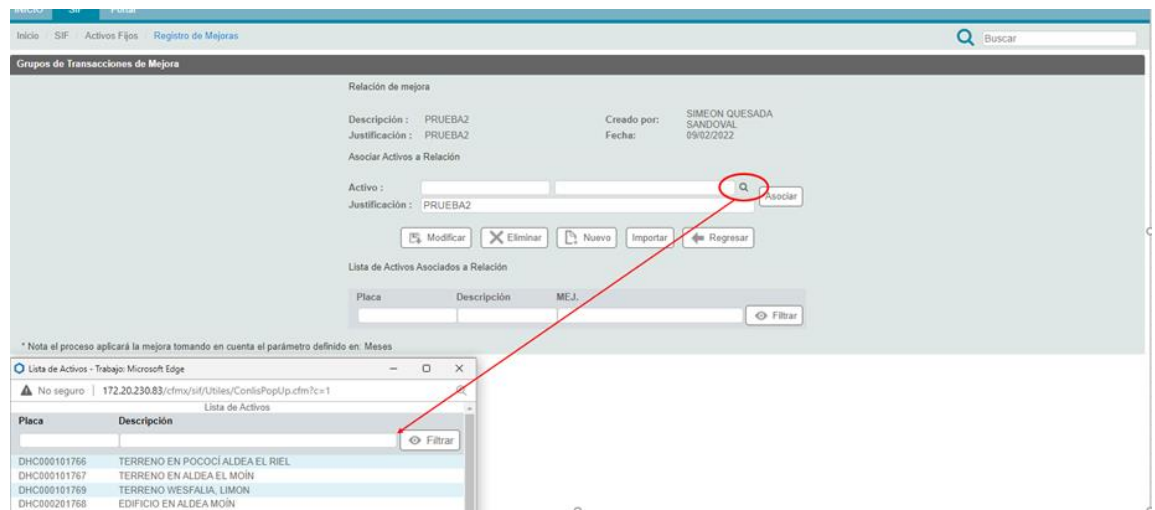 INICIO SIF Portal
Inicio SIF Activos Fijos Registro de Mejoras
Buscar
Grupos de Transacciones de Mejora
Relación de mejora
Descripción : PRUEBA2 Creado por: SIMEON QUESADA SANDOVAL
Justificación : PRUEBA2 Fecha: 09/02/2022
Asociar Activos a Relación
Activo :
Asociar
Justificación : PRUEBA2
Modificar Eliminar Nuevo Importar Regresar
Lista de Activos Asociados a Relación
Placa Descripción MEJ.
Filtrar
* Nota el proceso aplicará la mejora tomando en cuenta el parámetro definido en: Meses
Lista de Activos - Trabajo: Microsoft Edge
No seguro | 172.20.230.83/cfmx/sif/Utiles/ConlisPopUp.cfm?c=1
Lista de Activos
Placa Descripción
Filtrar
DHC000101766 TERRENO EN POCOCÍ ALDEA EL RIEL
DHC000101767 TERRENO EN ALDEA EL MOÍN
DHC000101769 TERRENO WESFALIA, LIMON
DHC000201768 EDIFICIO EN ALDEA MOÍN